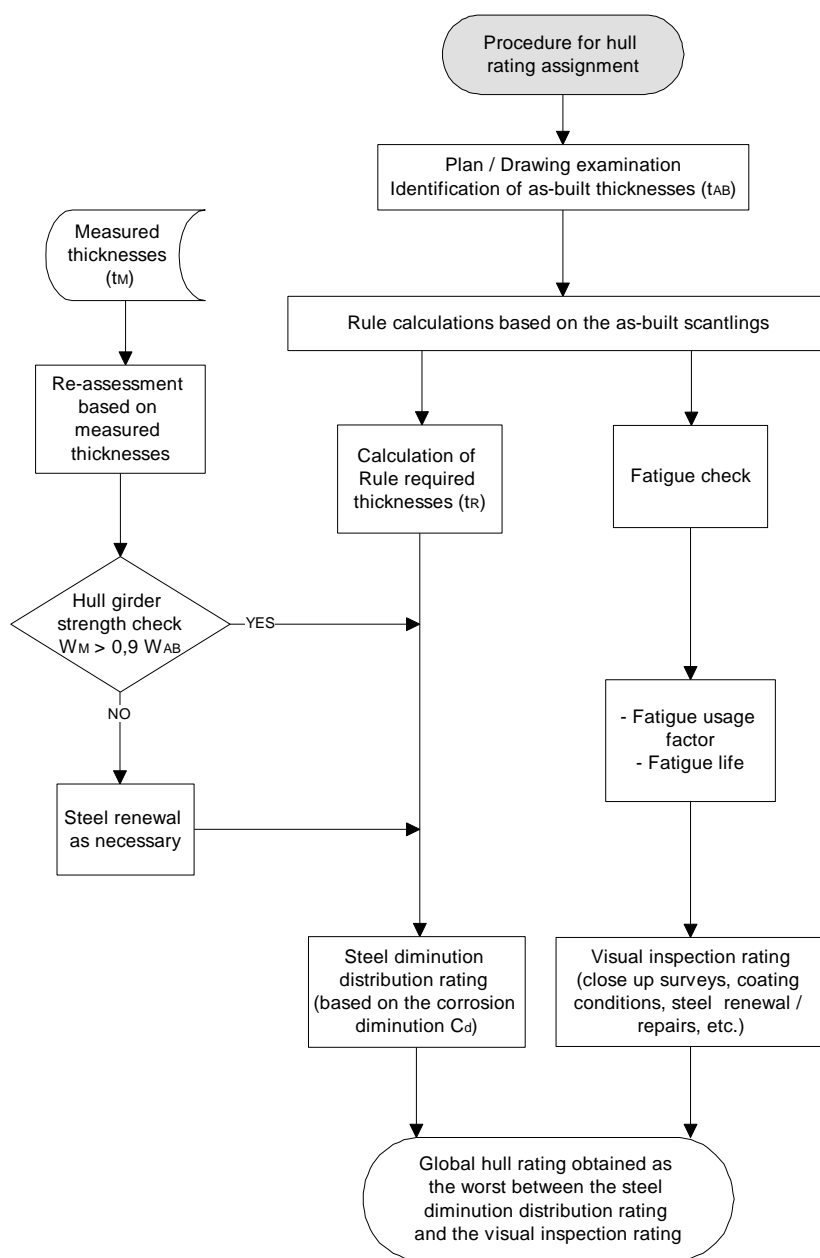 Procedure for hull
rating assignment
Plan / Drawing examination
Identification of as-built thicknesses (tAB)
Measured
thicknesses
(tM)
Rule calculations based on the as-built scantlings
Re-assessment
based on
measured
thicknesses
Calculation of
Rule required
thicknesses (tR)
Fatigue check
Hull girder
strength check
WM > 0,9 WAB
YES
NO
- Fatigue usage
factor
- Fatigue life
Steel renewal
as necessary
Steel diminution
distribution rating
(based on the corrosion
diminution Cd)
Visual inspection rating
(close up surveys, coating
conditions, steel renewal /
repairs, etc.)
Global hull rating obtained as
the worst between the steel
diminution distribution rating
and the visual inspection rating